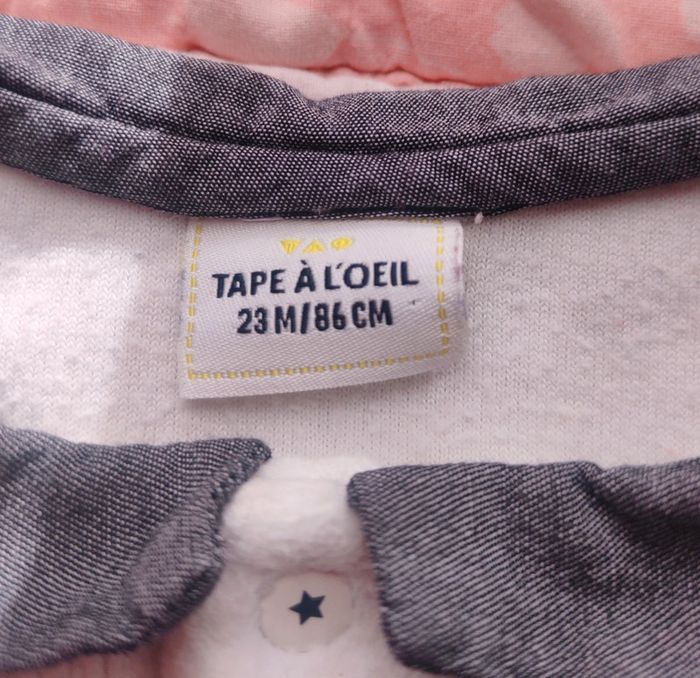 TAPE À L'OEIL
23 M/86 CM